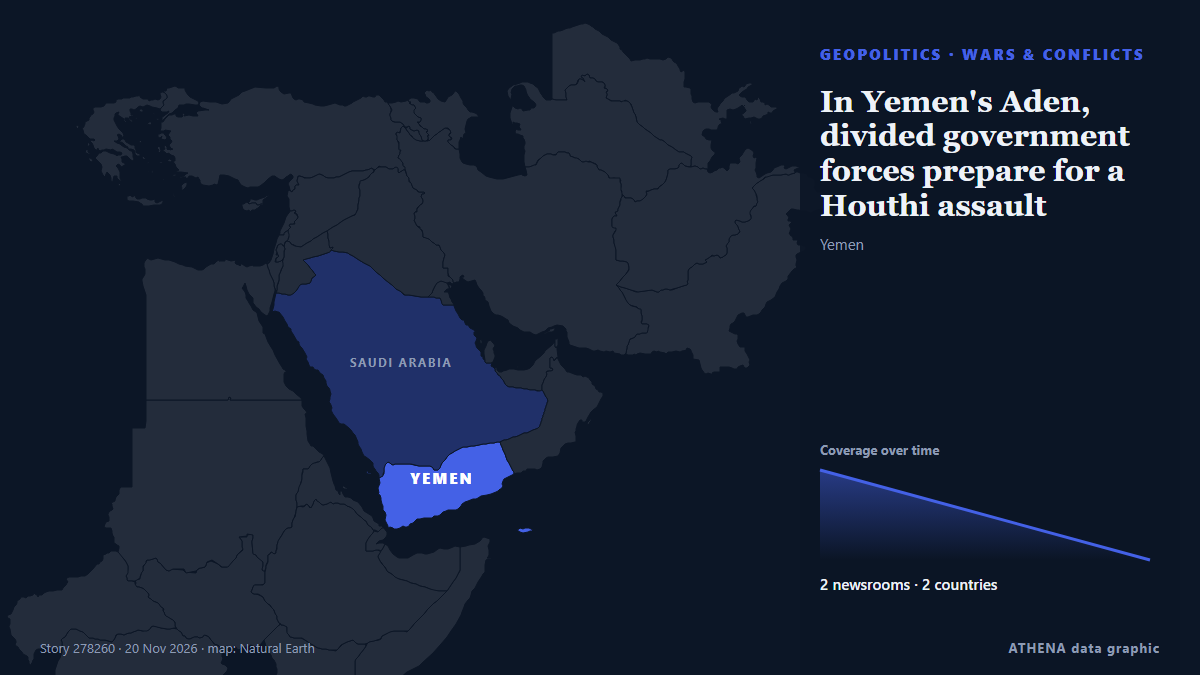 GEOPOLITICS · WARS & CONFLICTS
In Yemen's Aden,
divided government
forces prepare for a
Houthi assault
Yemen
SAUDI ARABIA
YEMEN
Coverage over time
2 newsrooms · 2 countries
Story 278260 · 20 Nov 2026 · map: Natural Earth
ATHENA data graphic